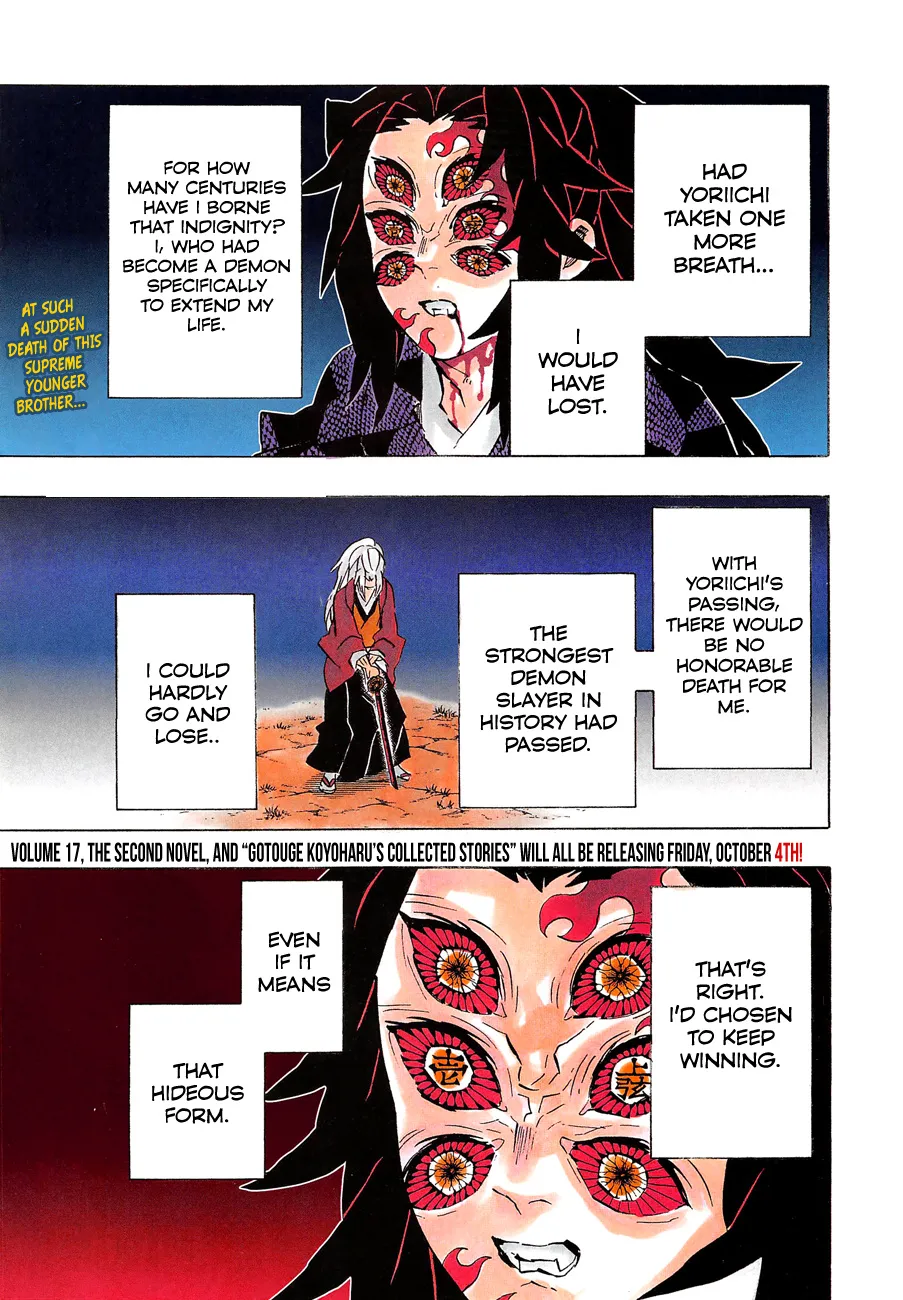 HAD
YORIICHI
TAKEN ONE
MORE
BREATH...
I
WOULD
HAVE
LOST.
FOR HOW
MANY CENTURIES
HAVE I BORNE
THAT INDIGNITY?
I, WHO HAD
BECOME A DEMON
SPECIFICALLY
TO EXTEND MY
LIFE.
AT SUCH
A SUDDEN
DEATH OF THIS
SUPREME
YOUNGER
BROTHER...
WITH
YORIICHI'S
PASSING,
THERE WOULD
BE NO
HONORABLE
DEATH FOR
ME.
THE
STRONGEST
DEMON
SLAYER IN
HISTORY HAD
PASSED.
I COULD
HARDLY
GO AND
LOSE..
VOLUME 17, THE SECOND NOVEL, AND "GOTOUGE KOYOHARU'S COLLECTED STORIES" WILL ALL BE RELEASING FRIDAY, OCTOBER 4TH!
THAT'S
RIGHT.
I'D CHOSEN
TO KEEP
WINNING.
上弦
壱
EVEN
IF IT
MEANS
THAT
HIDEOUS
FORM.